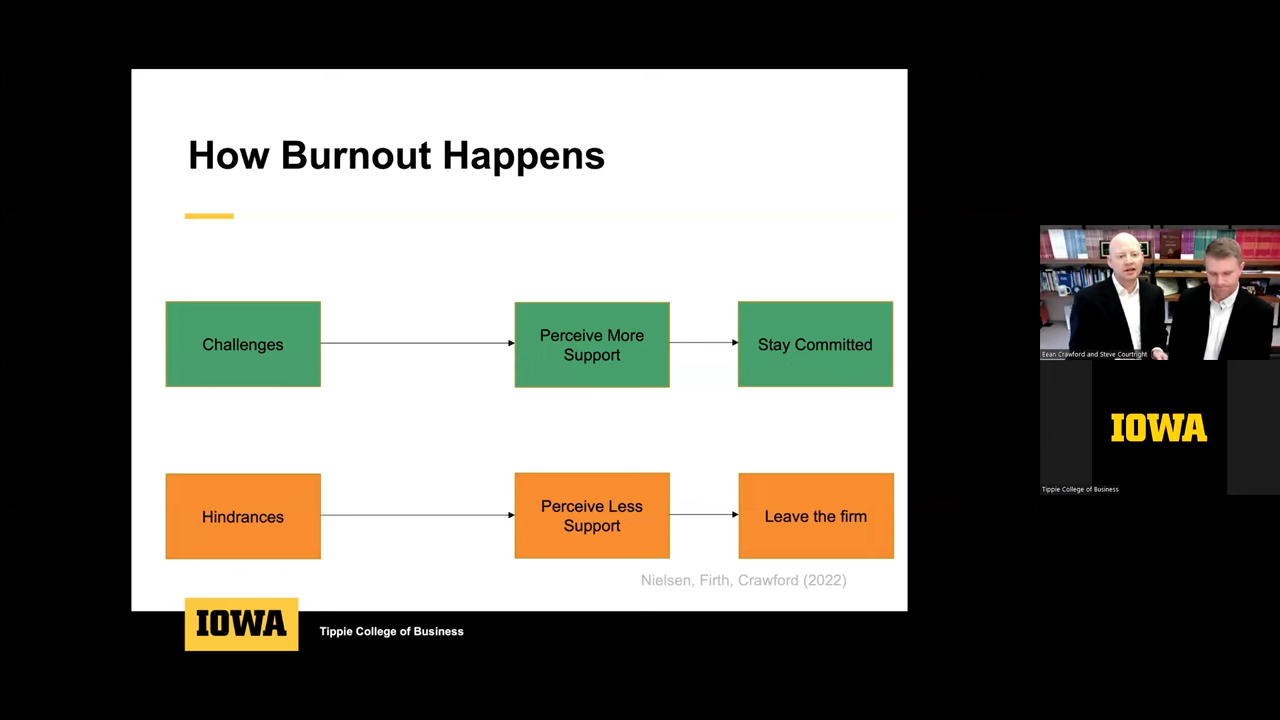 How Burnout Happens
Challenges
Perceive More
Support
Stay Committed
Hindrances
Perceive Less
Support
Leave the firm
Nielsen, Firth, Crawford (2022)
IOWA
Tippie College of Business
Eean Crawford and Steve Courtright
IOWA
Tippie College of Business